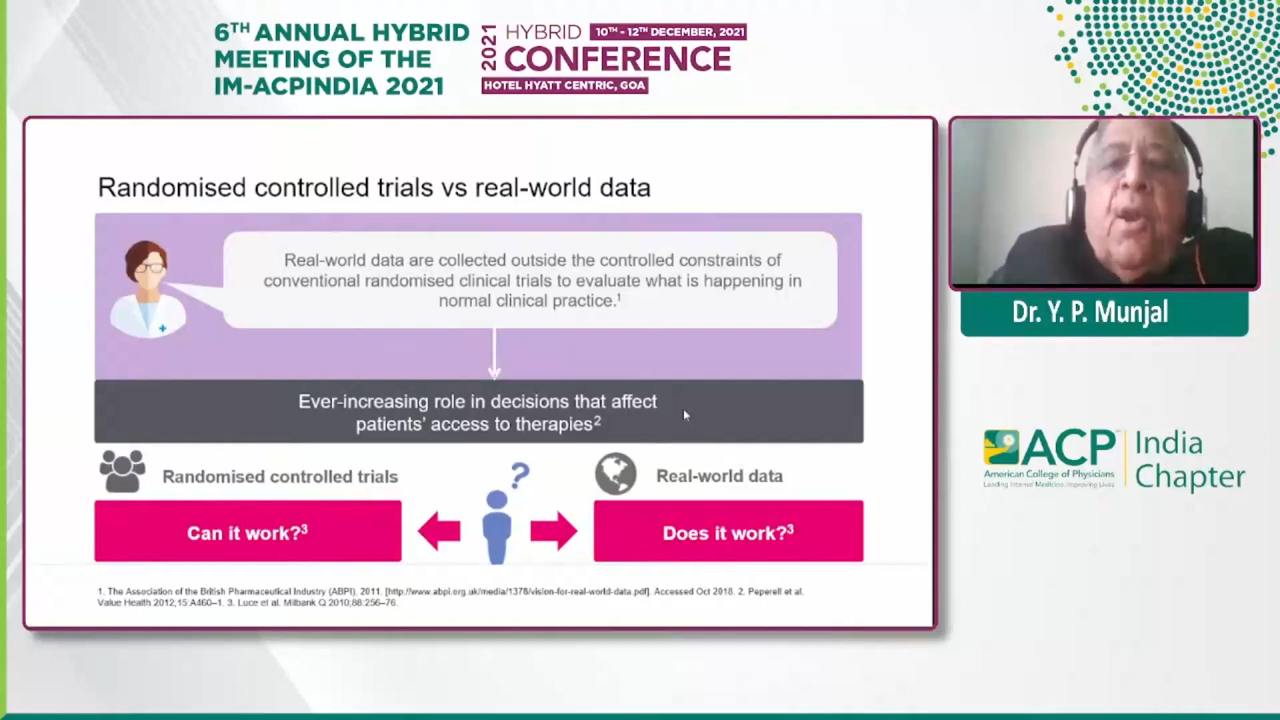 6TH ANNUAL HYBRID
MEETING OF THE
IM-ACPINDIA 2021
2021
HYBRID
10TH - 12TH DECEMBER, 2021
CONFERENCE
HOTEL HYATT CENTRIC, GOA
Randomised controlled trials vs real-world data
Real-world data are collected outside the controlled constraints of
conventional randomised clinical trials to evaluate what is happening in
normal clinical practice.1
Ever-increasing role in decisions that affect
patients' access to therapies2
Randomised controlled trials
?
Real-world data
Can it work?3
Does it work?3
1. The Association of the British Pharmaceutical Industry (ABPI), 2011. [http://www.abpi.org.uk/media/1378/vision-for-real-world-data.pdf]. Accessed Oct 2018. 2. Peperell et al.
Value Health 2012;15:A460–1. 3. Luce et al. Milbank Q 2010;88:256–76.
Dr. Y. P. Munjal
ACP
American College of Physicians
Leading Internal Medicine, Improving Lives
India
Chapter